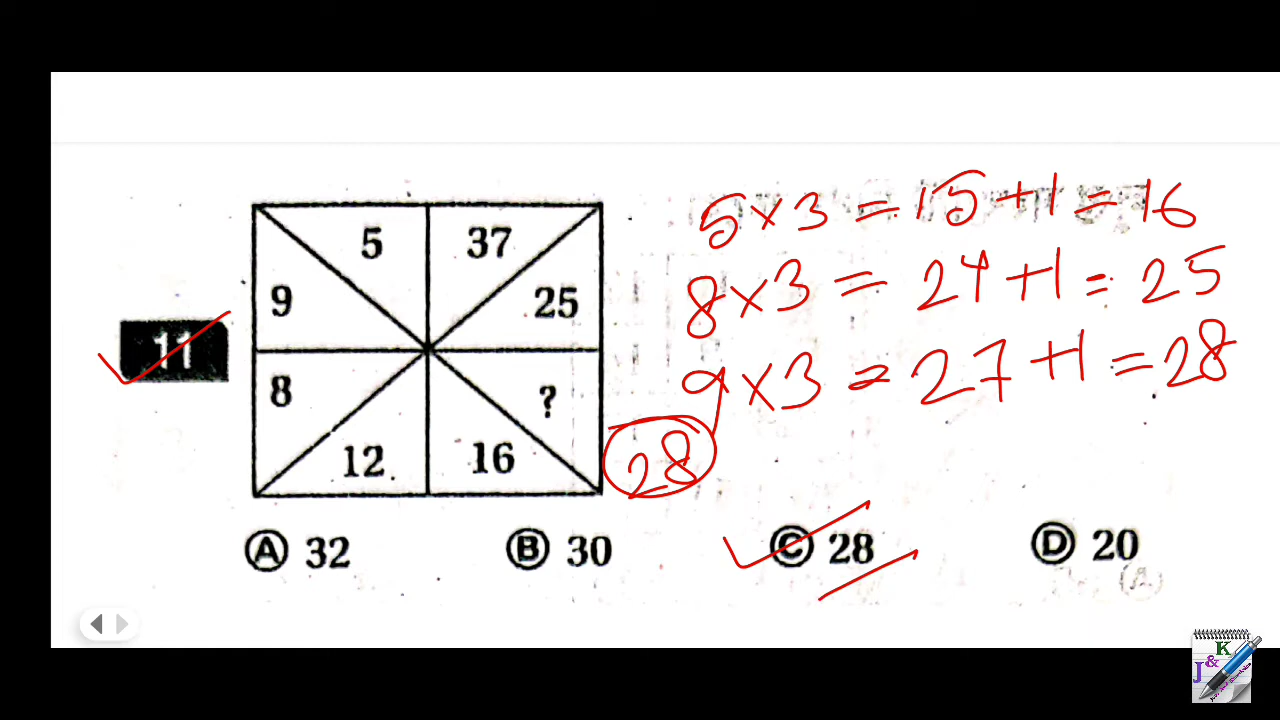 5×3 = 15+1 = 16
5 37
8×3 = 24+1 = 25
9 25
11
9×3 = 27+1 = 28
8 ?
12 16
28
Ⓐ 32 Ⓑ 30 Ⓒ 28 Ⓓ 20
J&K